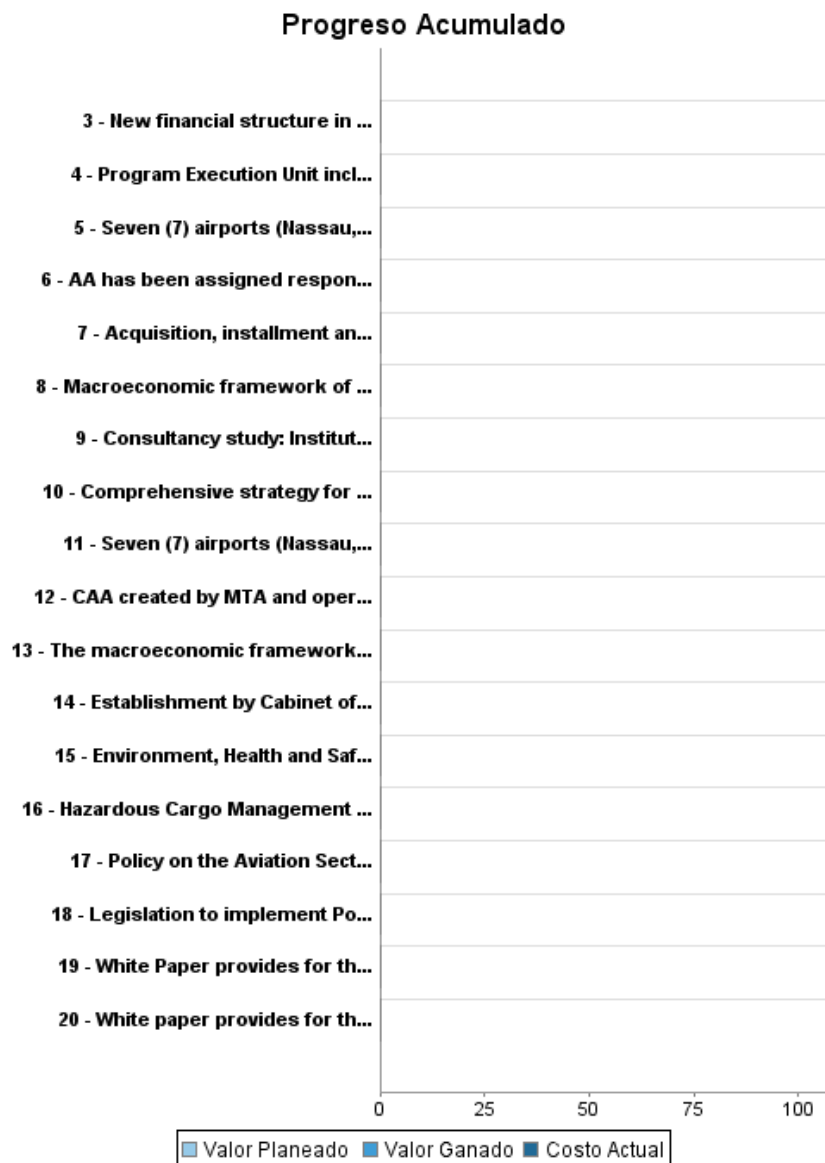 Progreso Acumulado
3 - New financial structure in ...
4 - Program Execution Unit incl...
5 - Seven (7) airports (Nassau,...
6 - AA has been assigned respon...
7 - Acquisition, installment an...
8 - Macroeconomic framework of ...
9 - Consultancy study: Institut...
10 - Comprehensive strategy for ...
11 - Seven (7) airports (Nassau,...
12 - CAA created by MTA and oper...
13 - The macroeconomic framework...
14 - Establishment by Cabinet of...
15 - Environment, Health and Saf...
16 - Hazardous Cargo Management ...
17 - Policy on the Aviation Sect...
18 - Legislation to implement Po...
19 - White Paper provides for th...
20 - White paper provides for th...
0 25 50 75 100
Valor Planeado Valor Ganado Costo Actual